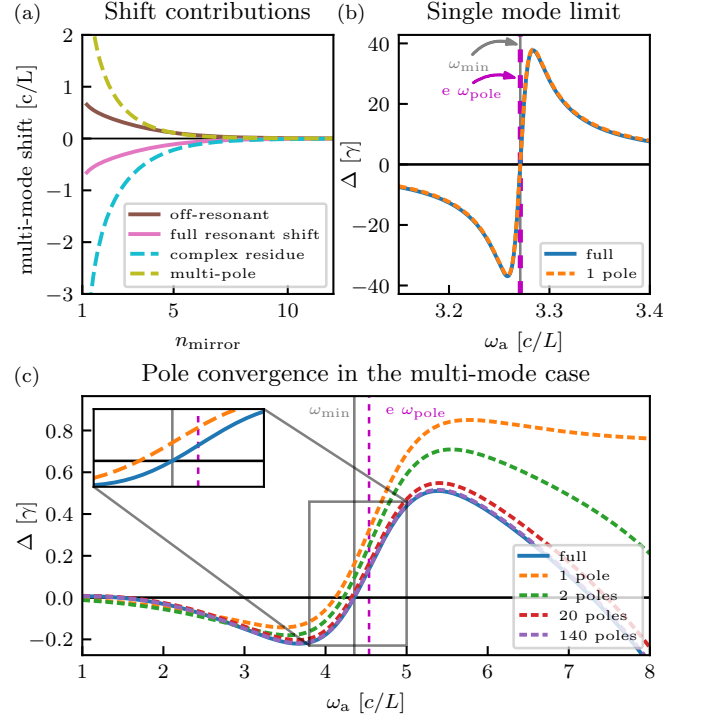 (a) Shift contributions
multi-mode shift [c/L]
2
1
0
−1
−2
−3
off-resonant
full resonant shift
complex residue
multi-pole
1 5 10
n_mirror
(b) Single mode limit
Δ [γ]
40
20
0
−20
−40
ω_min
e ω_pole
full
1 pole
3.2 3.3 3.4
ω_a [c/L]
(c) Pole convergence in the multi-mode case
Δ [γ]
0.8
0.6
0.4
0.2
0.0
−0.2
ω_min e ω_pole
full
1 pole
2 poles
20 poles
140 poles
1 2 3 4 5 6 7 8
ω_a [c/L]